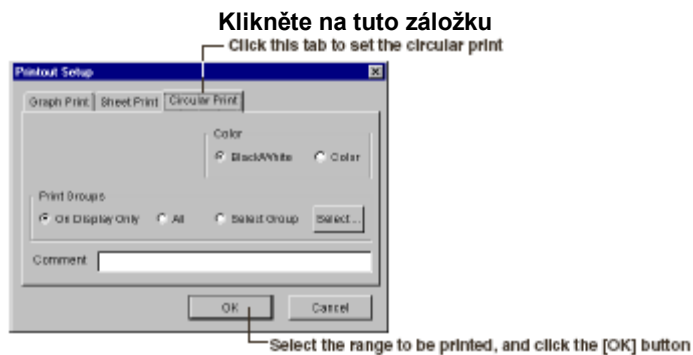 Klikněte na tuto záložku
Click this tab to set the circular print
Printout Setup
Graph Print Sheet Print Circular Print
Color
Black/White Color
Print Groups
On Display Only All Select Group Select...
Comment
OK Cancel
Select the range to be printed, and click the [OK] button